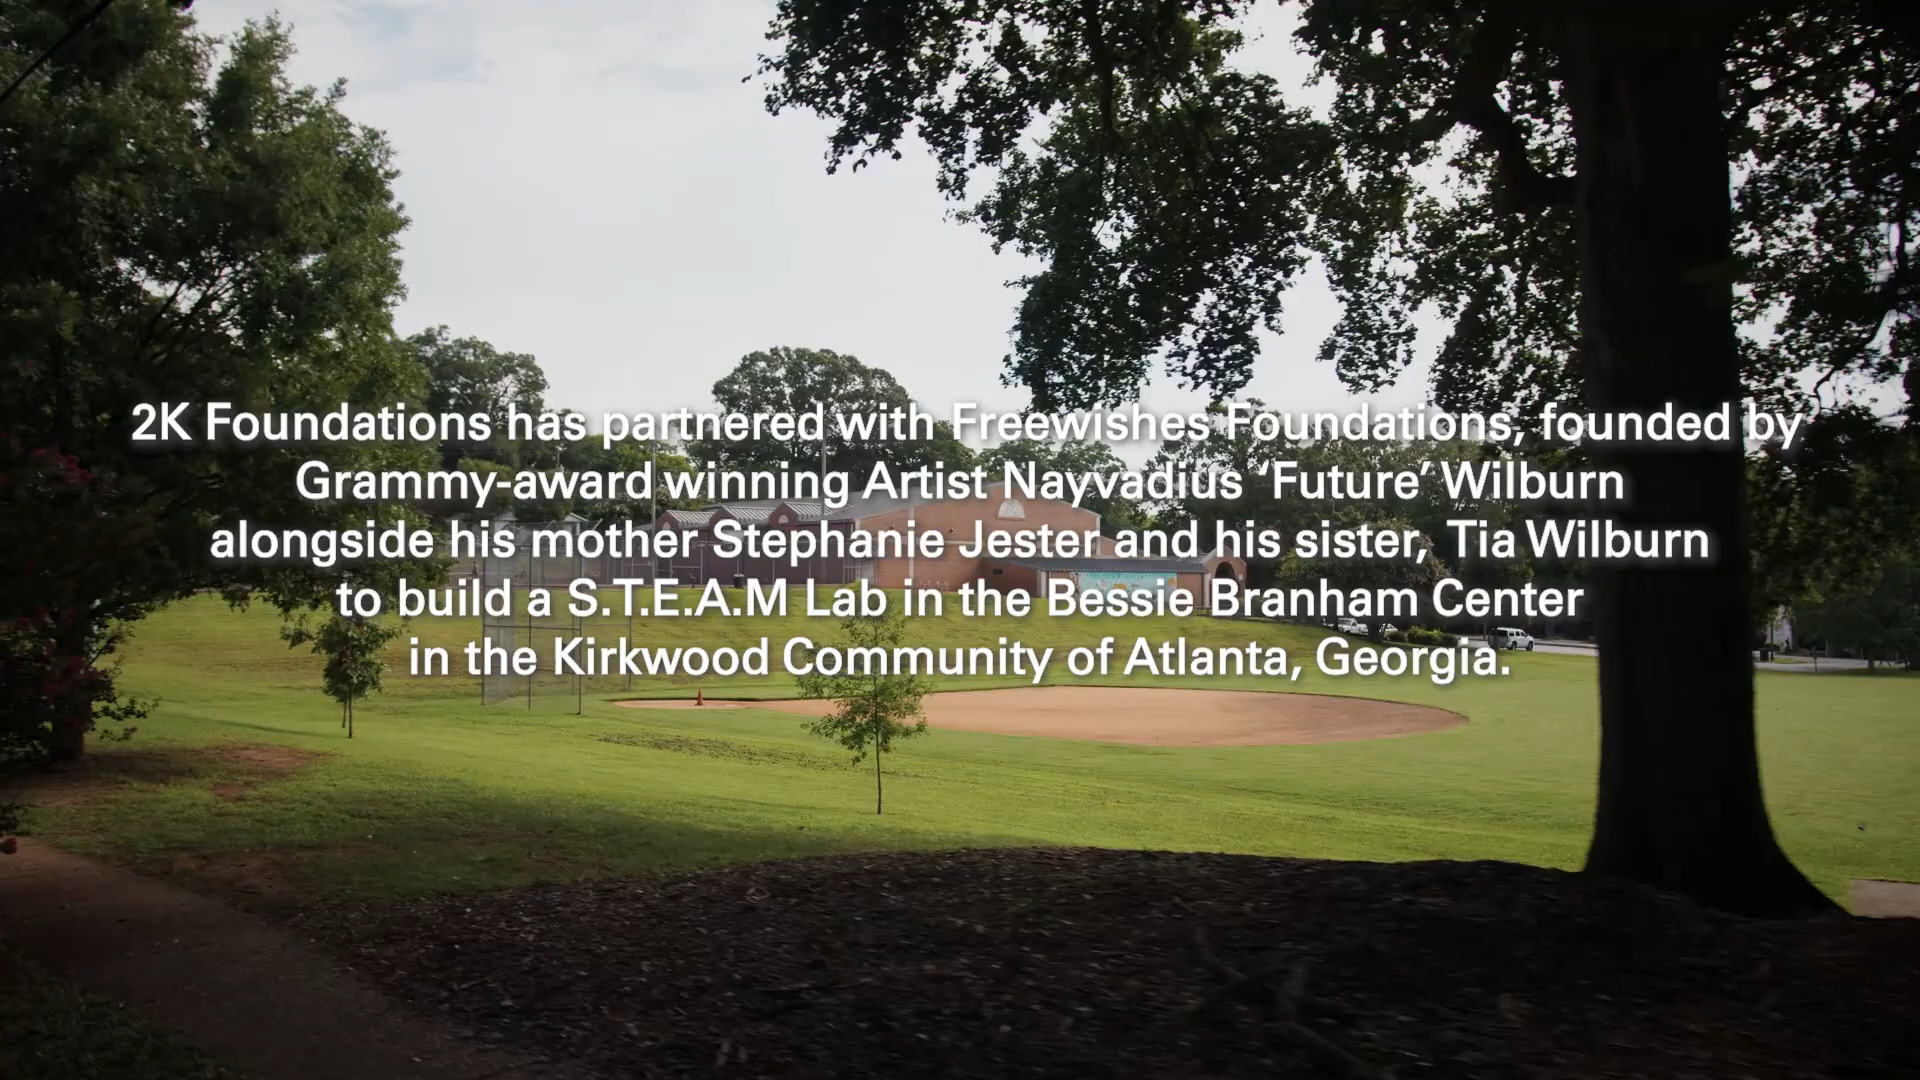 2K Foundations has partnered with Freewishes Foundations, founded by
Grammy-award winning Artist Nayvadius ‘Future’ Wilburn
alongside his mother Stephanie Jester and his sister, Tia Wilburn
to build a S.T.E.A.M Lab in the Bessie Branham Center
in the Kirkwood Community of Atlanta, Georgia.